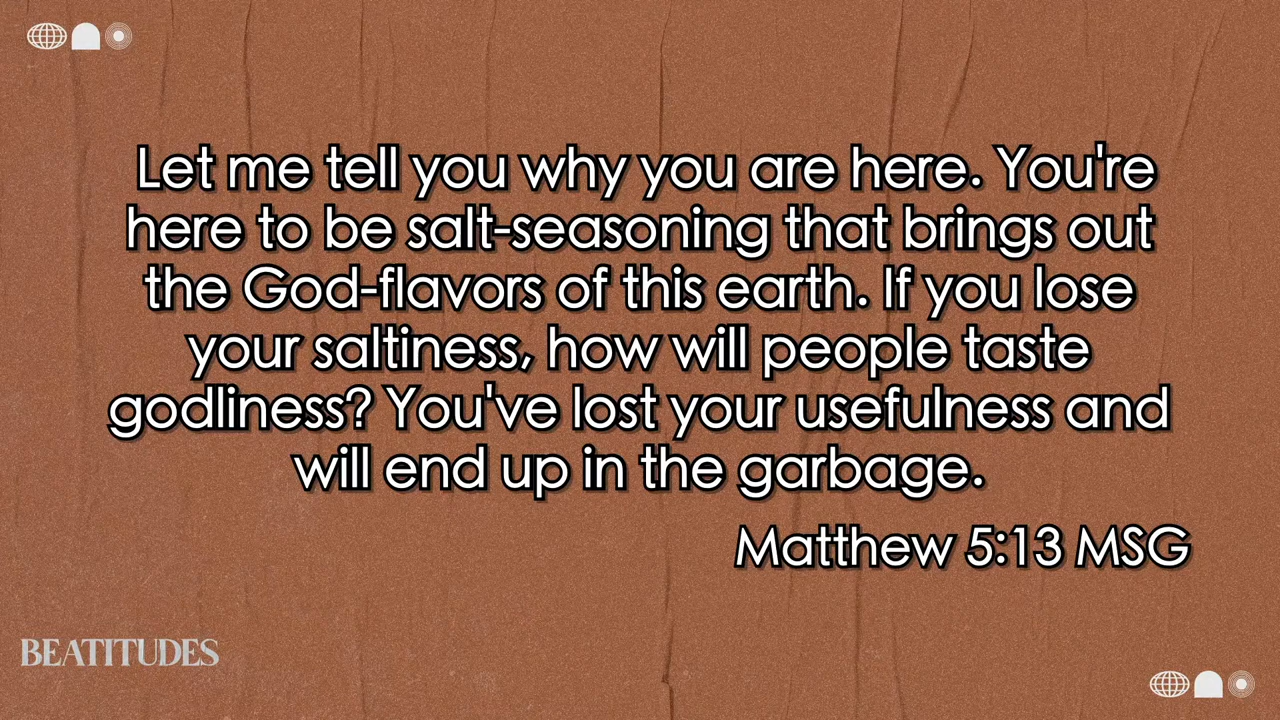 Let me tell you why you are here. You're
here to be salt-seasoning that brings out
the God-flavors of this earth. If you lose
your saltiness, how will people taste
godliness? You've lost your usefulness and
will end up in the garbage.
Matthew 5:13 MSG
BEATITUDES